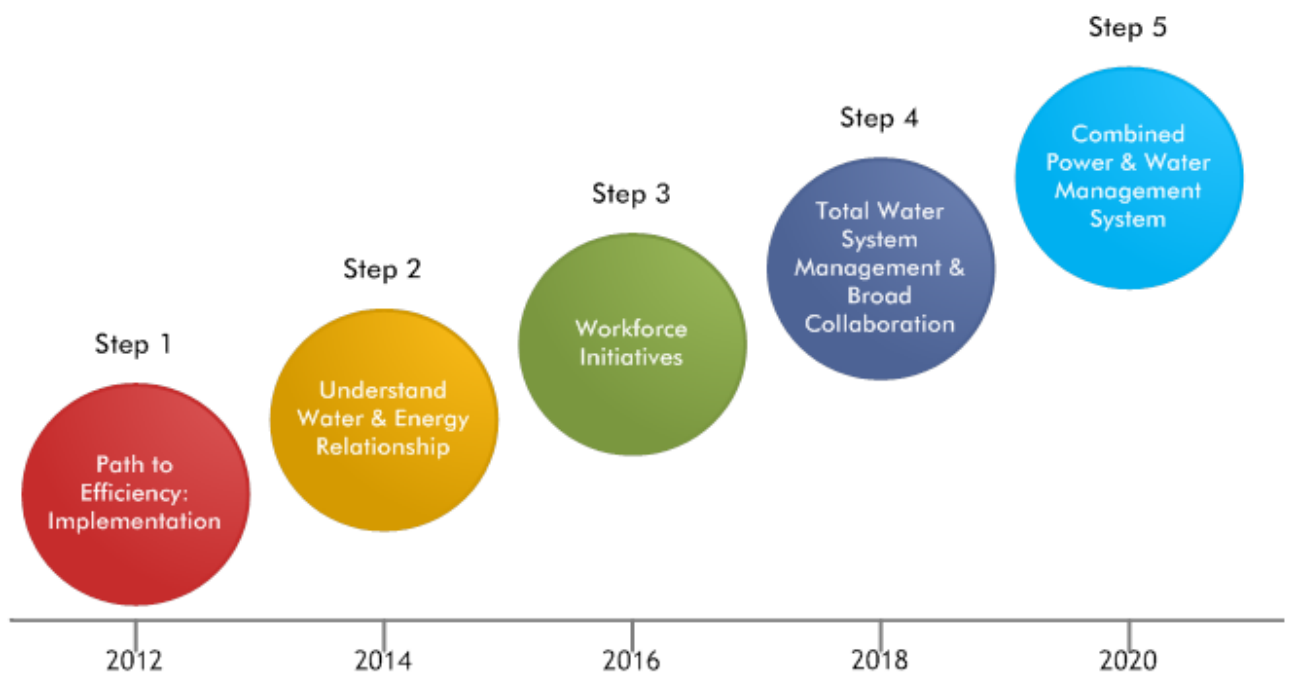 Step 1
Path to
Efficiency:
Implementation
Step 2
Understand
Water & Energy
Relationship
Step 3
Workforce
Initiatives
Step 4
Total Water
System
Management &
Broad
Collaboration
Step 5
Combined
Power & Water
Management
System
2012
2014
2016
2018
2020